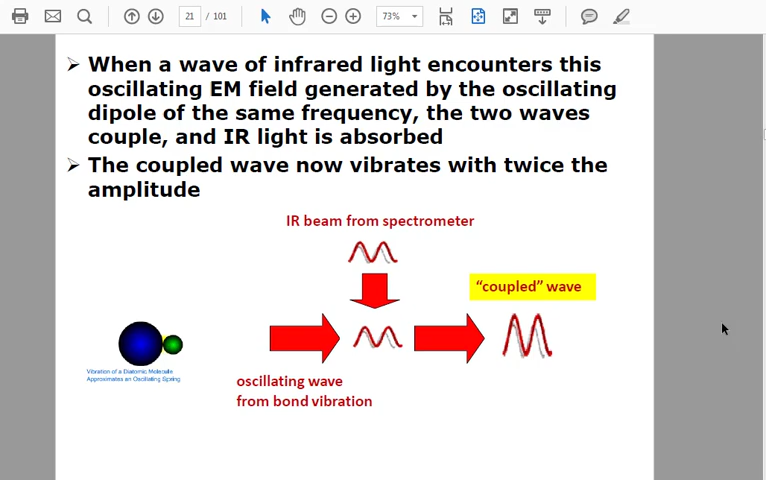 21 / 101
73%
When a wave of infrared light encounters this
oscillating EM field generated by the oscillating
dipole of the same frequency, the two waves
couple, and IR light is absorbed
The coupled wave now vibrates with twice the
amplitude
IR beam from spectrometer
“coupled” wave
Vibration of a Diatomic Molecule
Approximates an Oscillating Spring
oscillating wave
from bond vibration